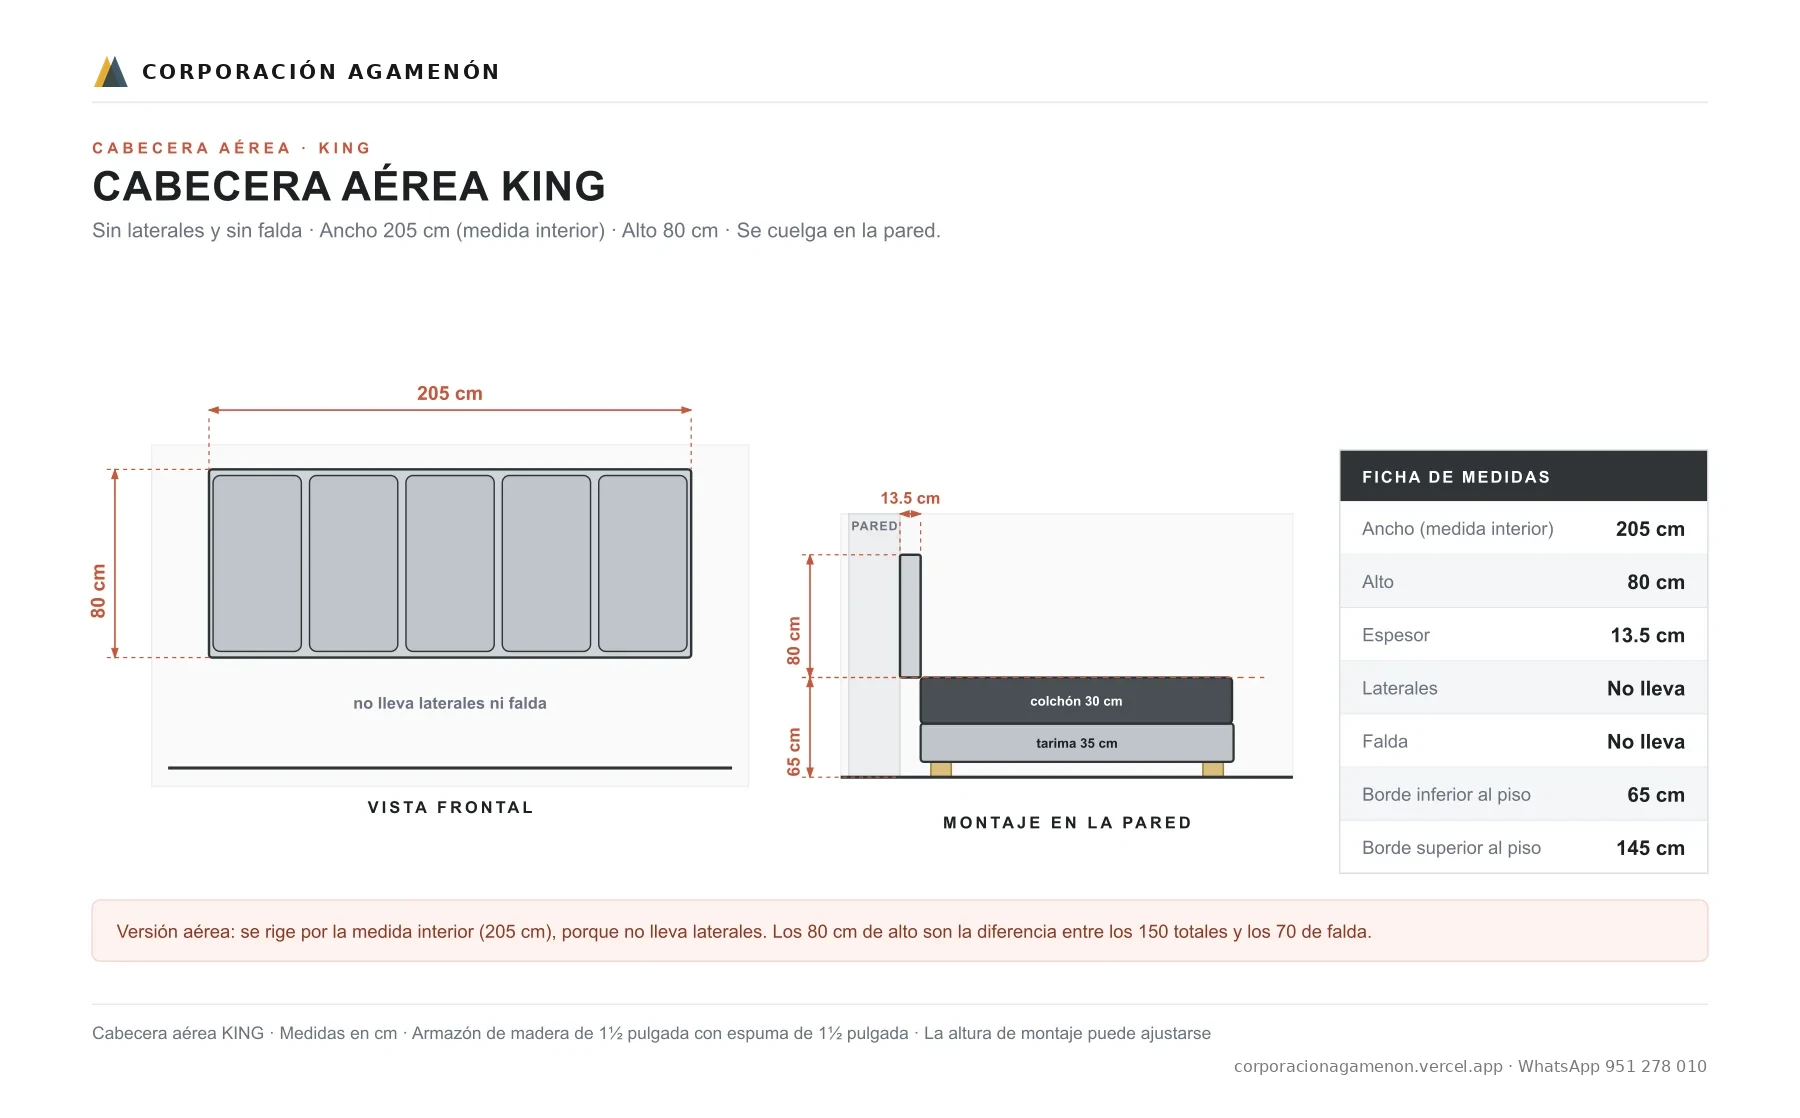 CORPORACIÓN AGAMENÓN
CABECERA AÉREA · KING
CABECERA AÉREA KING
Sin laterales y sin falda · Ancho 205 cm (medida interior) · Alto 80 cm · Se cuelga en la pared.
205 cm
80 cm
no lleva laterales ni falda
VISTA FRONTAL
13.5 cm
PARED
80 cm
65 cm
colchón 30 cm
tarima 35 cm
MONTAJE EN LA PARED
FICHA DE MEDIDAS
Ancho (medida interior) 205 cm
Alto 80 cm
Espesor 13.5 cm
Laterales No lleva
Falda No lleva
Borde inferior al piso 65 cm
Borde superior al piso 145 cm
Versión aérea: se rige por la medida interior (205 cm), porque no lleva laterales. Los 80 cm de alto son la diferencia entre los 150 totales y los 70 de falda.
Cabecera aérea KING · Medidas en cm · Armazón de madera de 1½ pulgada con espuma de 1½ pulgada · La altura de montaje puede ajustarse
corporacionagamenon.vercel.app · WhatsApp 951 278 010